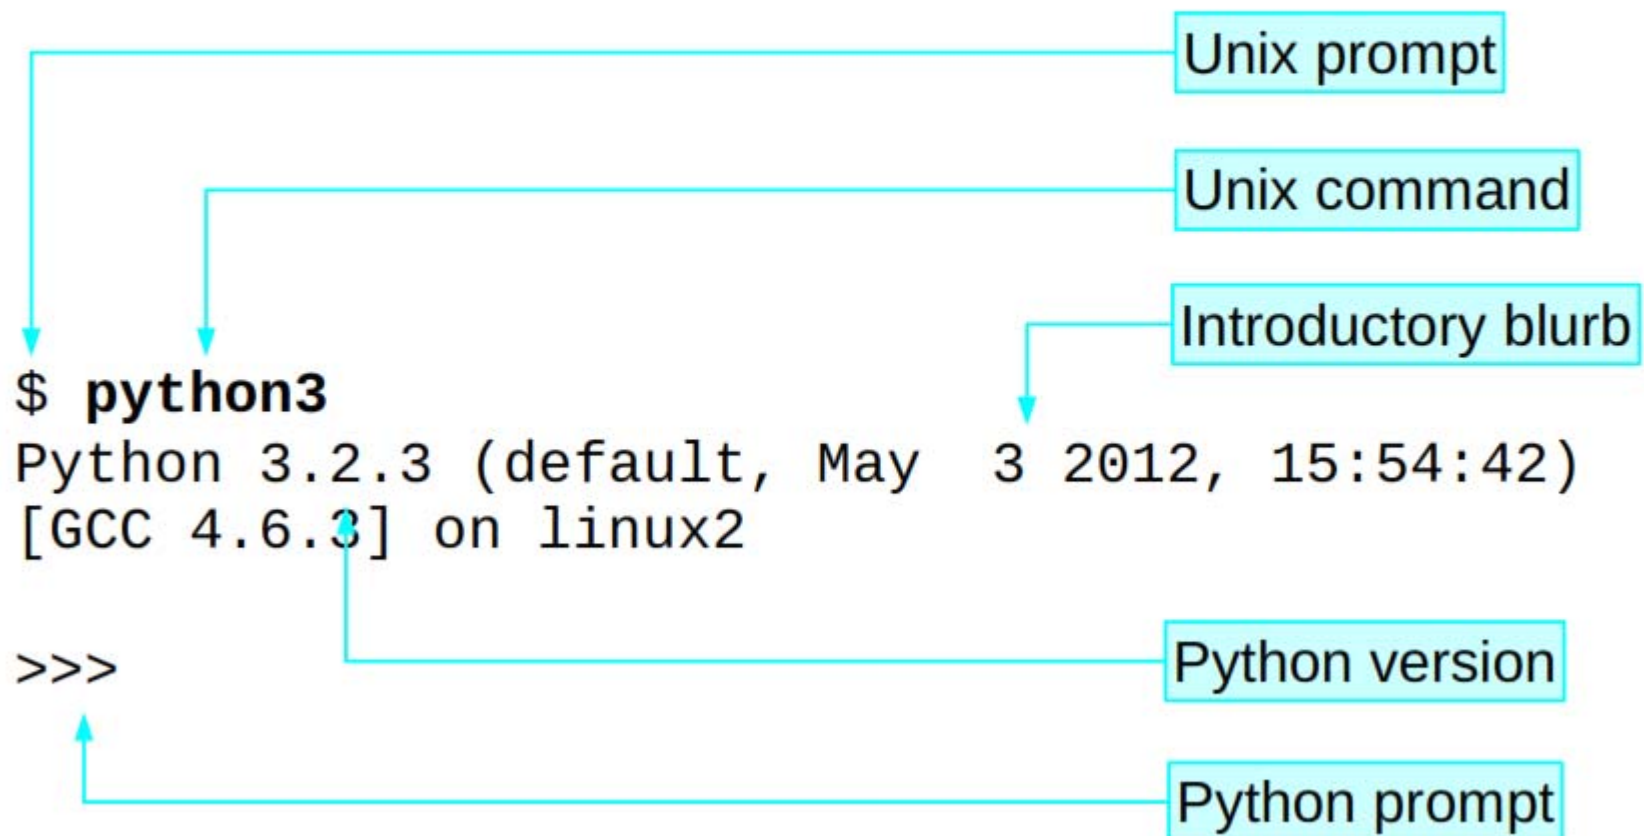 Unix prompt
Unix command
Introductory blurb
$ python3
Python 3.2.3 (default, May  3 2012, 15:54:42)
[GCC 4.6.3] on linux2
>>>
Python version
Python prompt